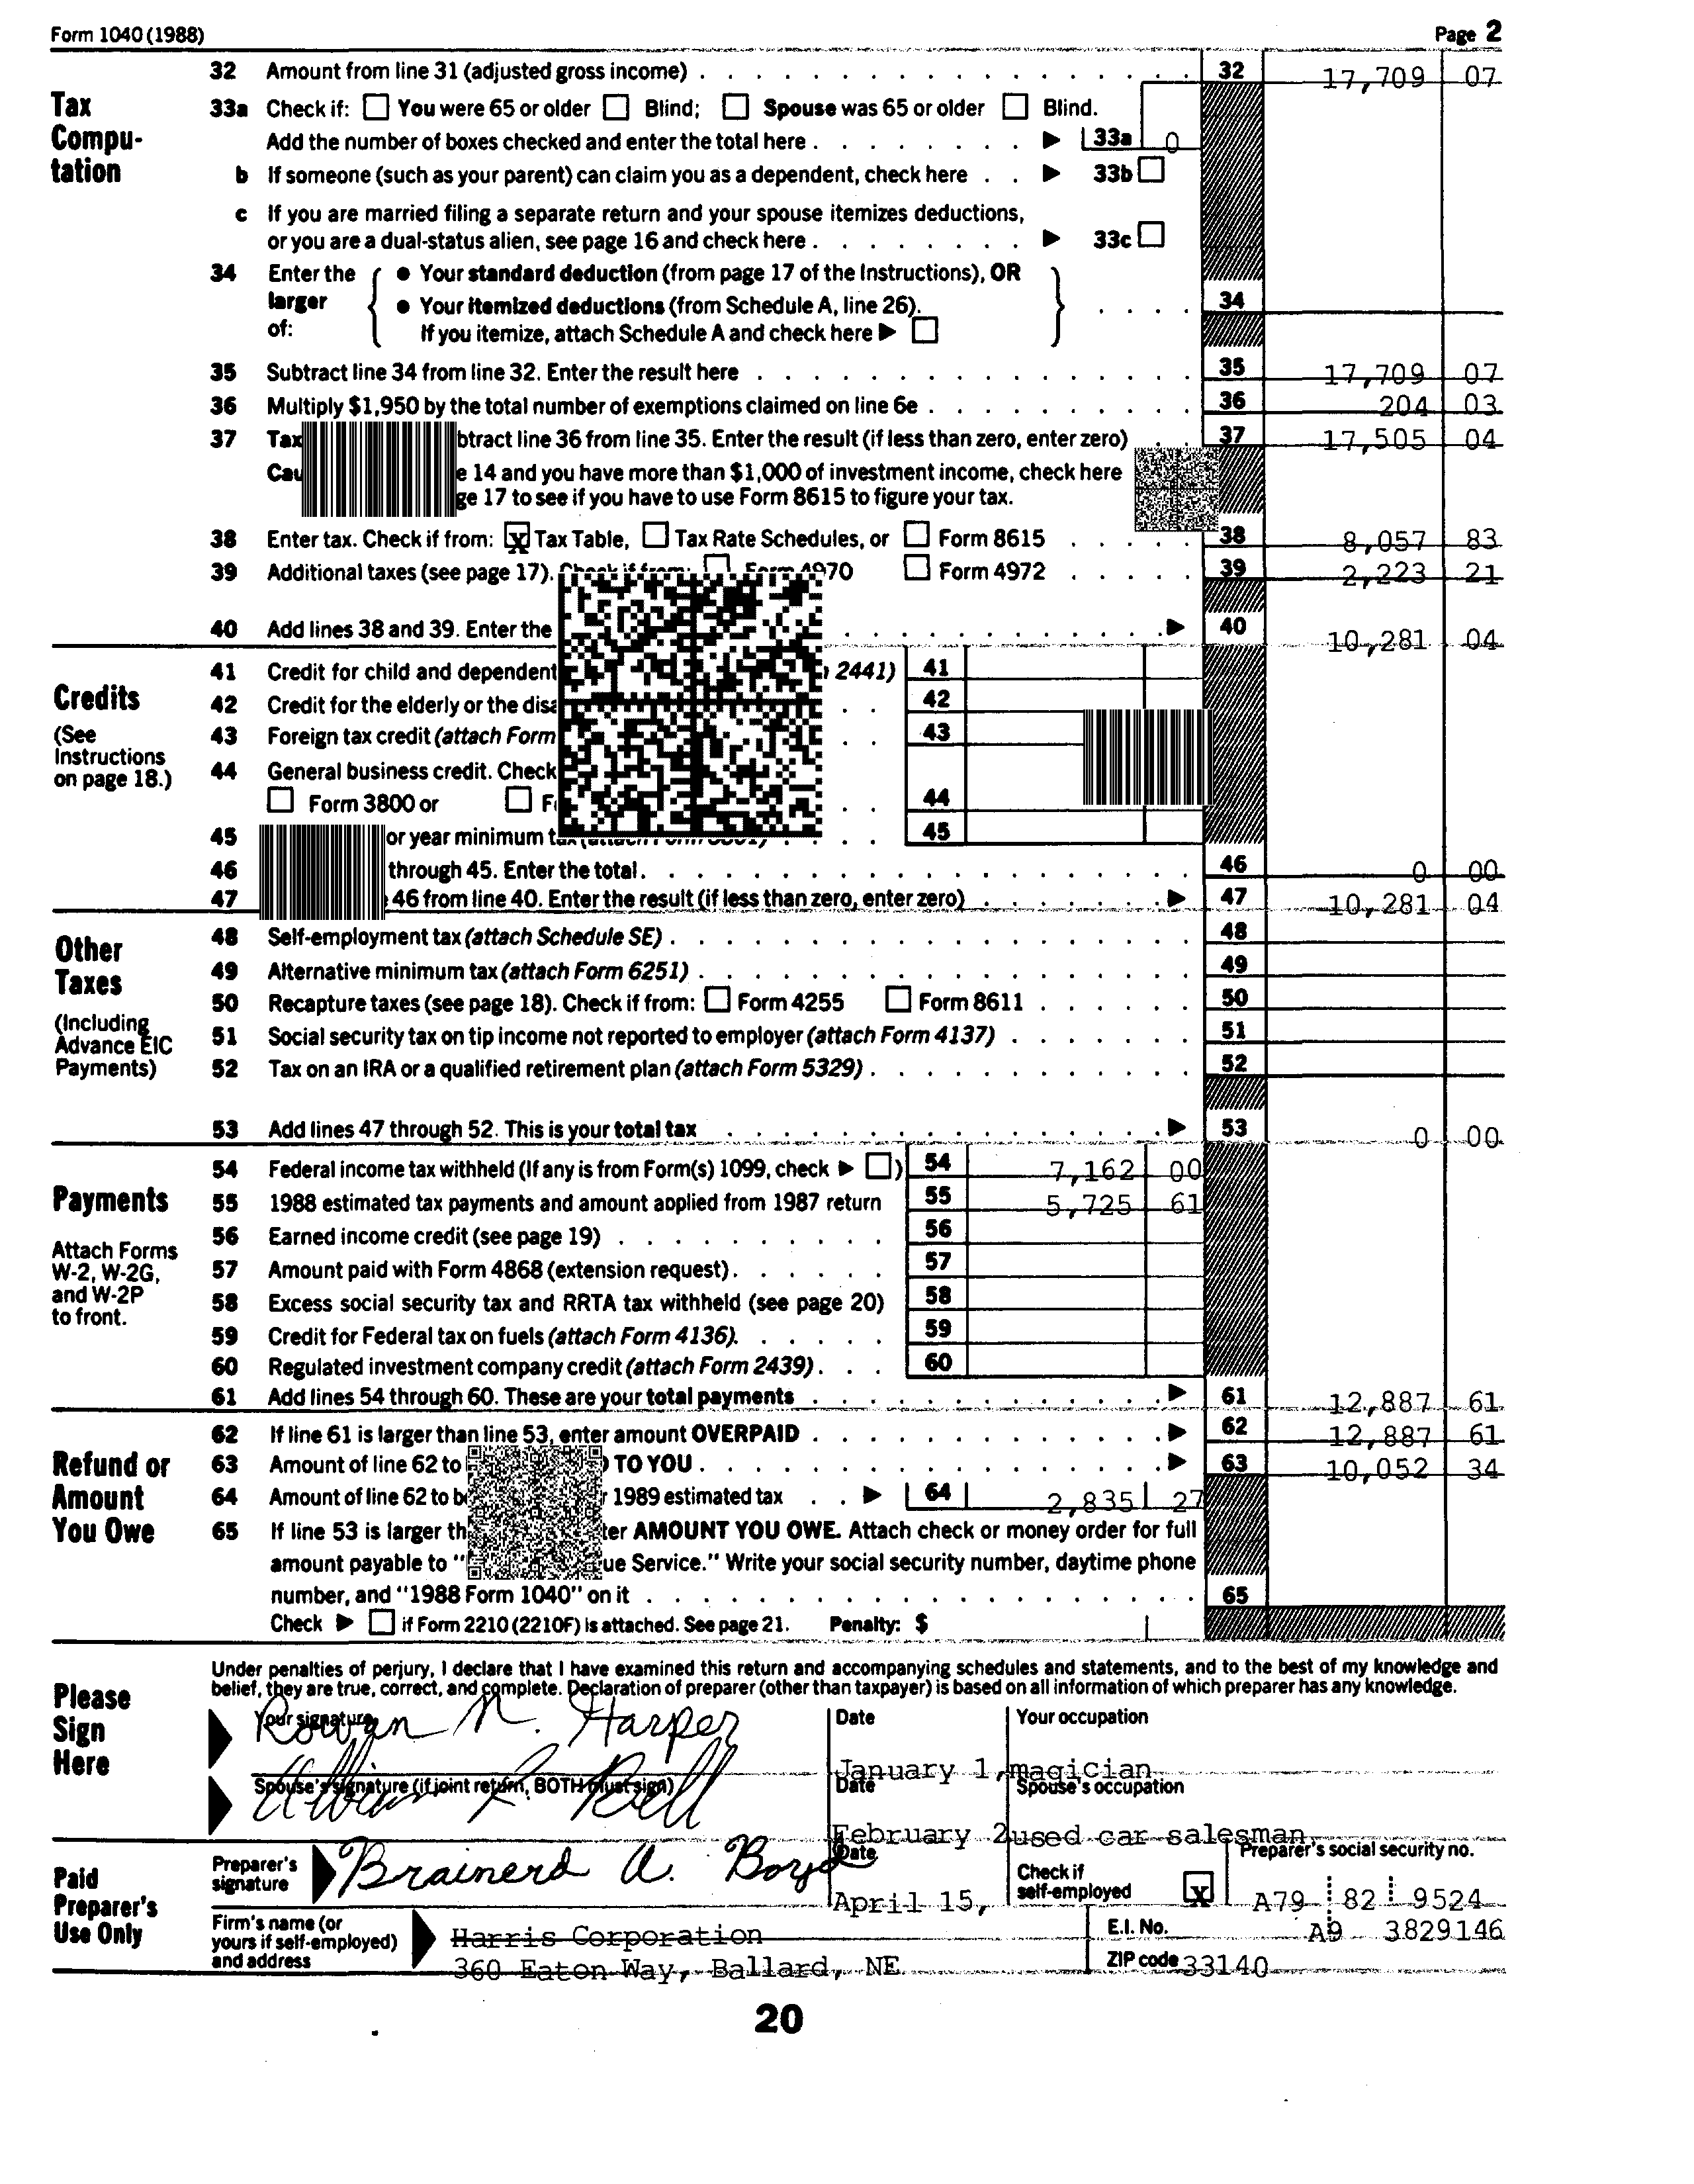 Form 1040 (1988) Page 2
Tax Compu- tation
32 Amount from line 31 (adjusted gross income) 32 17,709 07
33a Check if: You were 65 or older Blind; Spouse was 65 or older Blind.
Add the number of boxes checked and enter the total here 33a 0
b If someone (such as your parent) can claim you as a dependent, check here 33b
c If you are married filing a separate return and your spouse itemizes deductions,
or you are a dual-status alien, see page 16 and check here 33c
34 Enter the larger of: { • Your standard deduction (from page 17 of the Instructions), OR
• Your itemized deductions (from Schedule A, line 26).
If you itemize, attach Schedule A and check here } 34
35 Subtract line 34 from line 32. Enter the result here 35 17,709 07
36 Multiply $1,950 by the total number of exemptions claimed on line 6e 36 204 03
37 Tax btract line 36 from line 35. Enter the result (if less than zero, enter zero) 37 17,505 04
Cau e 14 and you have more than $1,000 of investment income, check here
ge 17 to see if you have to use Form 8615 to figure your tax.
38 Enter tax. Check if from: X Tax Table, Tax Rate Schedules, or Form 8615 38 8,057 83
39 Additional taxes (see page 17). Check if from: Form 4970 Form 4972 39 2,223 21
40 Add lines 38 and 39. Enter the 40 10,281 04
Credits
(See Instructions on page 18.)
41 Credit for child and dependent 2441) 41
42 Credit for the elderly or the disa 42
43 Foreign tax credit (attach Form 43
44 General business credit. Check
Form 3800 or 44
45 or year minimum tax (attach Form 8801) 45
46 through 45. Enter the total 46 0 00
47 46 from line 40. Enter the result (if less than zero, enter zero) 47 10,281 04
Other Taxes
(Including Advance EIC Payments)
48 Self-employment tax (attach Schedule SE) 48
49 Alternative minimum tax (attach Form 6251) 49
50 Recapture taxes (see page 18). Check if from: Form 4255 Form 8611 50
51 Social security tax on tip income not reported to employer (attach Form 4137) 51
52 Tax on an IRA or a qualified retirement plan (attach Form 5329) 52
53 Add lines 47 through 52. This is your total tax 53 0 00
Payments
Attach Forms W-2, W-2G, and W-2P to front.
54 Federal income tax withheld (If any is from Form(s) 1099, check ) 54 7,162 00
55 1988 estimated tax payments and amount applied from 1987 return 55 5,725 61
56 Earned income credit (see page 19) 56
57 Amount paid with Form 4868 (extension request) 57
58 Excess social security tax and RRTA tax withheld (see page 20) 58
59 Credit for Federal tax on fuels (attach Form 4136) 59
60 Regulated investment company credit (attach Form 2439) 60
61 Add lines 54 through 60. These are your total payments 61 12,887 61
Refund or Amount You Owe
62 If line 61 is larger than line 53, enter amount OVERPAID 62 12,887 61
63 Amount of line 62 to TO YOU 63 10,052 34
64 Amount of line 62 to be 1989 estimated tax 64 2,835 27
65 If line 53 is larger th ter AMOUNT YOU OWE. Attach check or money order for full
amount payable to " ue Service." Write your social security number, daytime phone
number, and "1988 Form 1040" on it 65
Check if Form 2210 (2210F) is attached. See page 21. Penalty: $
Please Sign Here
Under penalties of perjury, I declare that I have examined this return and accompanying schedules and statements, and to the best of my knowledge and
belief, they are true, correct, and complete. Declaration of preparer (other than taxpayer) is based on all information of which preparer has any knowledge.
Your signature Rowan N. Harper Date January 1, Your occupation magician
Spouse's signature (if joint return, BOTH must sign) Date February 2 Spouse's occupation used car salesman
Paid Preparer's Use Only
Preparer's signature Brainerd A. Boyd Date April 15, Check if self-employed X Preparer's social security no. A79 82 9524
Firm's name (or yours if self-employed) and address Harris Corporation E.I. No. A9 3829146
360 Eaton Way, Ballard, NE ZIP code 33140
20